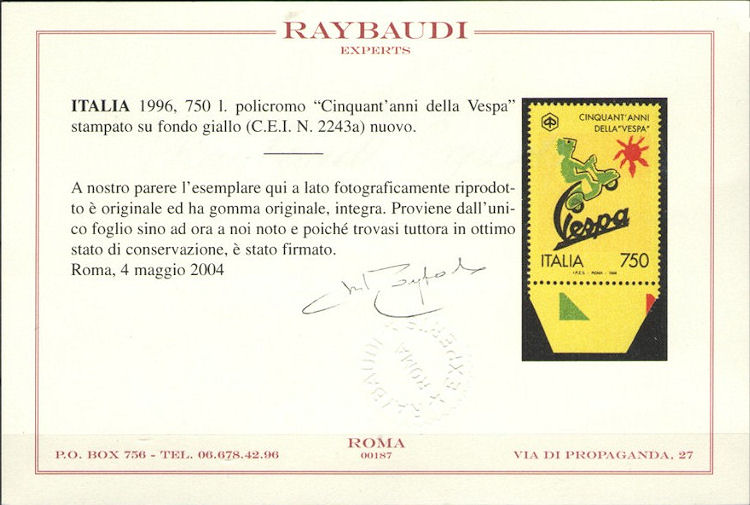 RAYBAUDI
EXPERTS
ITALIA 1996, 750 l. policromo “Cinquant’anni della Vespa”
stampato su fondo giallo (C.E.I. N. 2243a) nuovo.
A nostro parere l’esemplare qui a lato fotograficamente riprodot-
to è originale ed ha gomma originale, integra. Proviene dall’uni-
co foglio sino ad ora a noi noto e poiché trovasi tuttora in ottimo
stato di conservazione, è stato firmato.
Roma, 4 maggio 2004
CINQUANT'ANNI
DELLA"VESPA"
Vespa
ITALIA 750
I.P.Z.S. - ROMA - 1996
ROMA
P.O. BOX 756 - TEL. 06.678.42.96
00187
VIA DI PROPAGANDA, 27